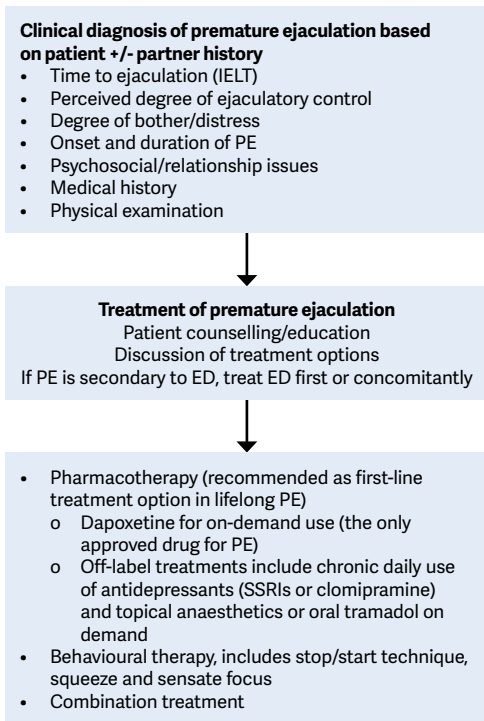 Clinical diagnosis of premature ejaculation based
on patient +/- partner history
• Time to ejaculation (IELT)
• Perceived degree of ejaculatory control
• Degree of bother/distress
• Onset and duration of PE
• Psychosocial/relationship issues
• Medical history
• Physical examination
Treatment of premature ejaculation
Patient counselling/education
Discussion of treatment options
If PE is secondary to ED, treat ED first or concomitantly
• Pharmacotherapy (recommended as first-line
treatment option in lifelong PE)
o Dapoxetine for on-demand use (the only
approved drug for PE)
o Off-label treatments include chronic daily use
of antidepressants (SSRIs or clomipramine)
and topical anaesthetics or oral tramadol on
demand
• Behavioural therapy, includes stop/start technique,
squeeze and sensate focus
• Combination treatment